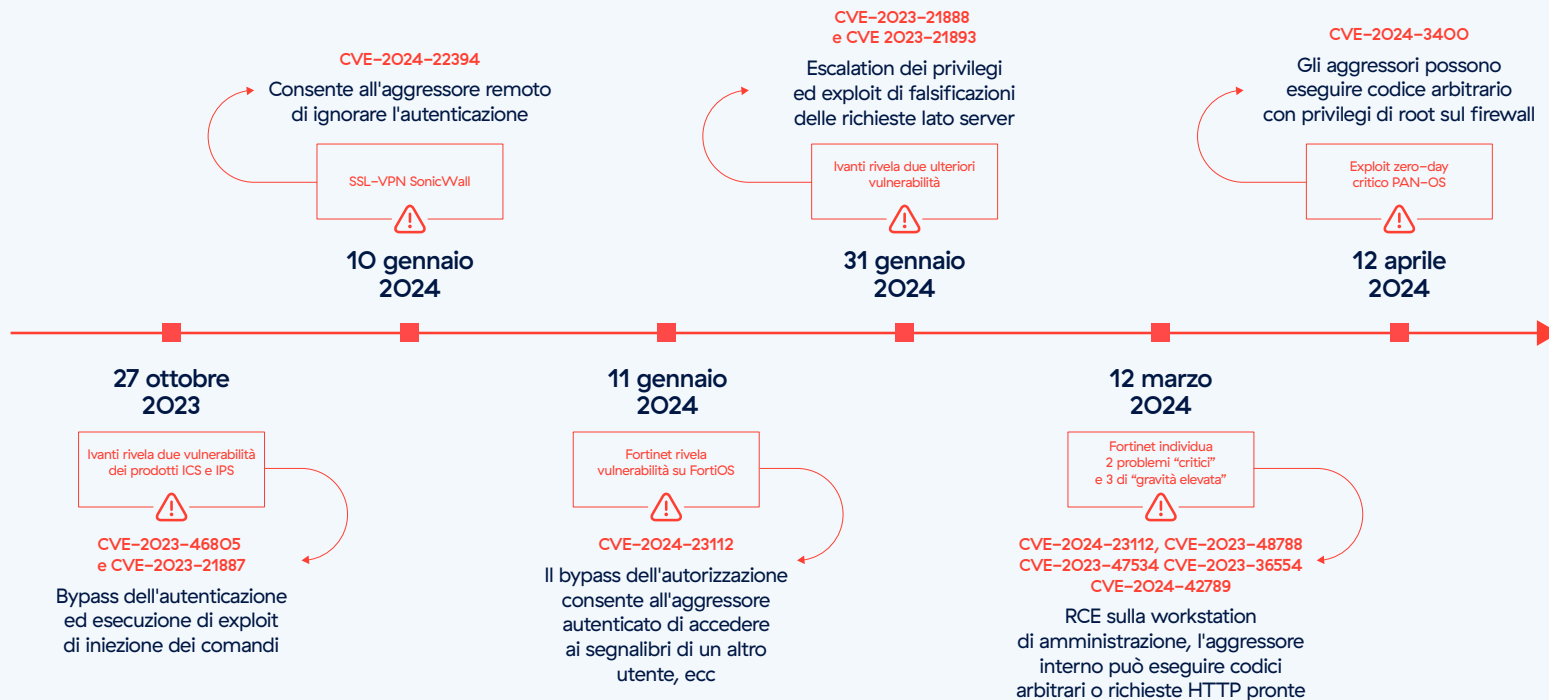 CVE-2024-22394
Consente all'aggressore remoto
di ignorare l'autenticazione
SSL-VPN SonicWall
10 gennaio
2024
CVE-2023-21888
e CVE 2023-21893
Escalation dei privilegi
ed exploit di falsificazioni
delle richieste lato server
Ivanti rivela due ulteriori
vulnerabilità
31 gennaio
2024
CVE-2024-3400
Gli aggressori possono
eseguire codice arbitrario
con privilegi di root sul firewall
Exploit zero-day
critico PAN-OS
12 aprile
2024
27 ottobre
2023
Ivanti rivela due vulnerabilità
dei prodotti ICS e IPS
CVE-2023-46805
e CVE-2023-21887
Bypass dell'autenticazione
ed esecuzione di exploit
di iniezione dei comandi
11 gennaio
2024
Fortinet rivela
vulnerabilità su FortiOS
CVE-2024-23112
Il bypass dell'autorizzazione
consente all'aggressore
autenticato di accedere
ai segnalibri di un altro
utente, ecc
12 marzo
2024
Fortinet individua
2 problemi “critici”
e 3 di “gravità elevata”
CVE-2024-23112, CVE-2023-48788
CVE-2023-47534 CVE-2023-36554
CVE-2024-42789
RCE sulla workstation
di amministrazione, l'aggressore
interno può eseguire codici
arbitrari o richieste HTTP pronte